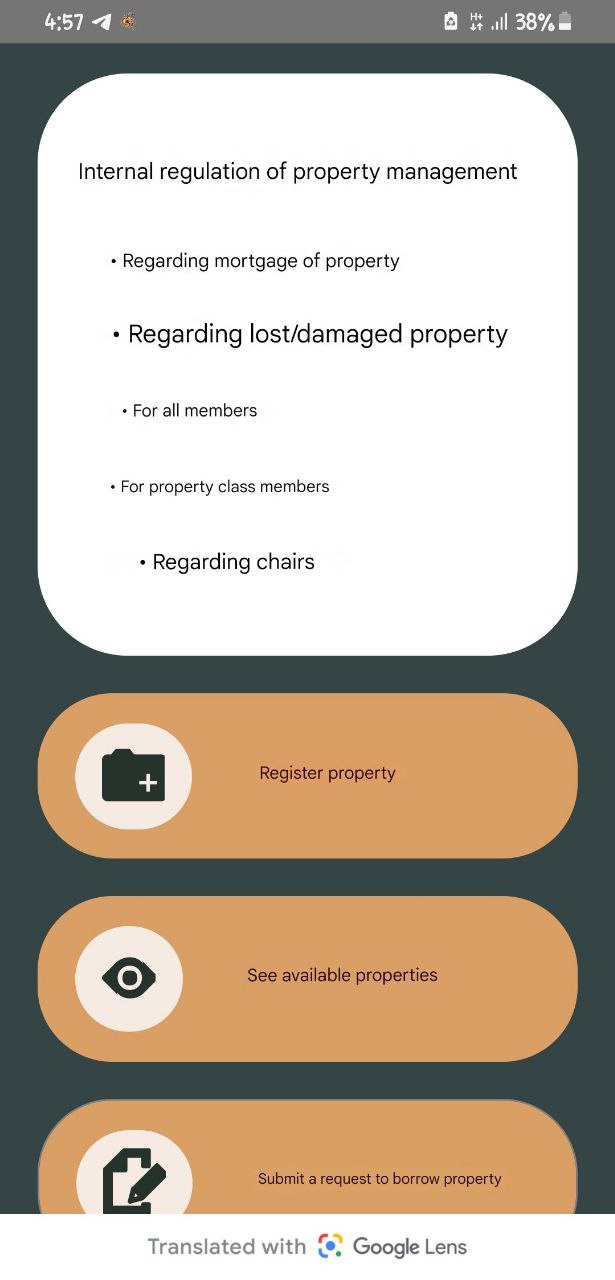 4:57 H+ 38%
Internal regulation of property management
• Regarding mortgage of property
• Regarding lost/damaged property
• For all members
• For property class members
• Regarding chairs
Register property
See available properties
Submit a request to borrow property
Translated with Google Lens